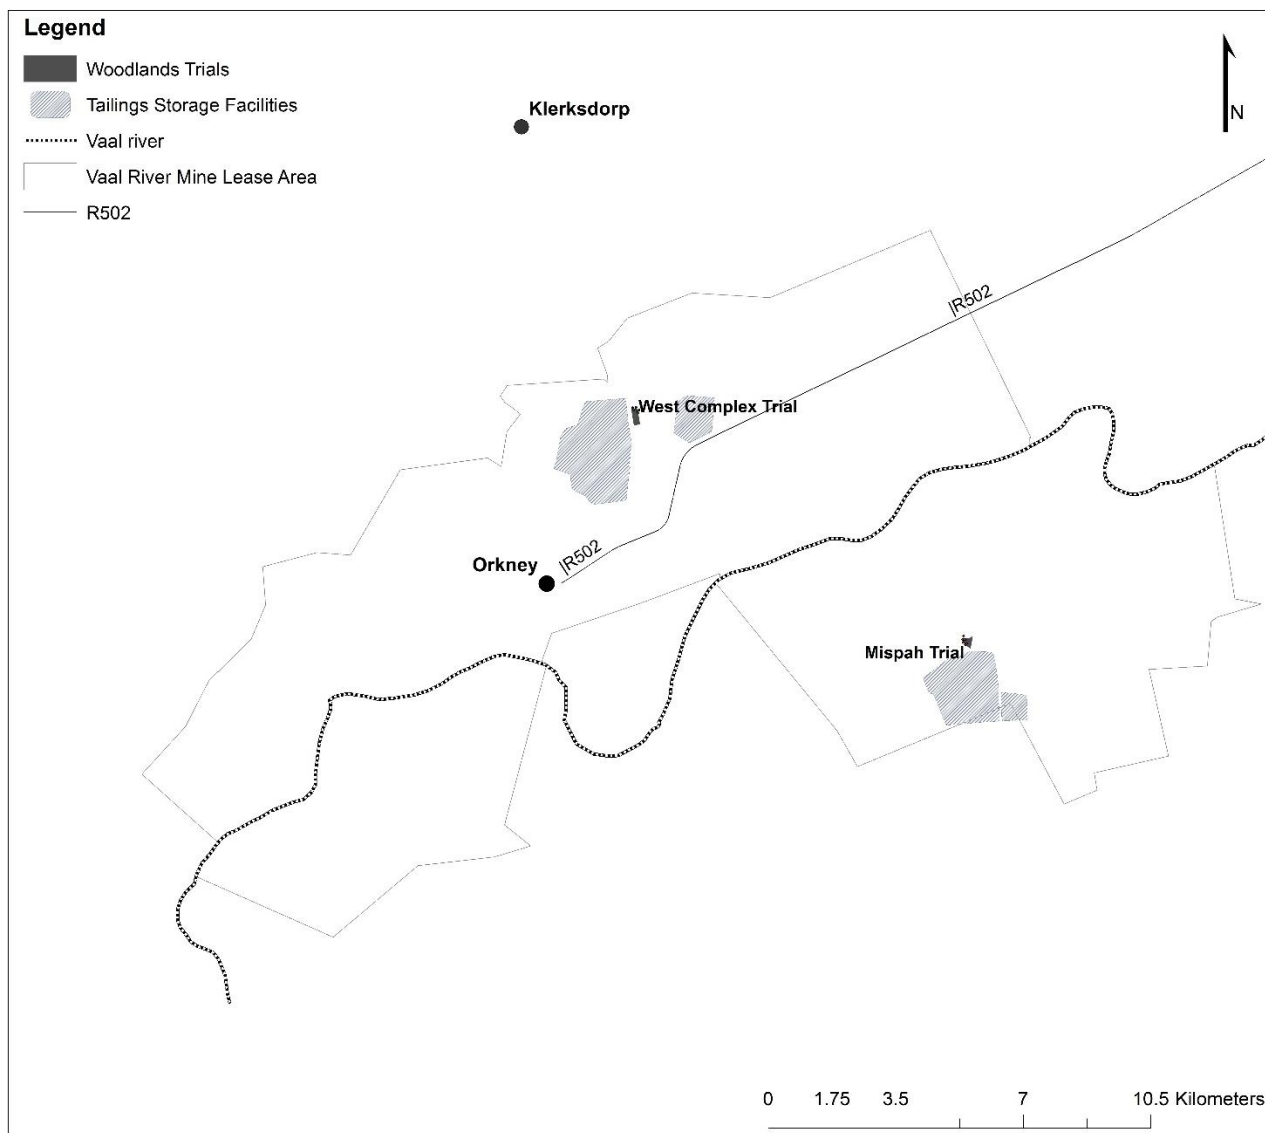 Legend
Woodlands Trials
Tailings Storage Facilities
Vaal river
Vaal River Mine Lease Area
R502
N
Klerksdorp
|R502
West Complex Trial
Orkney
|R502
Mispah Trial
0 1.75 3.5 7 10.5 Kilometers